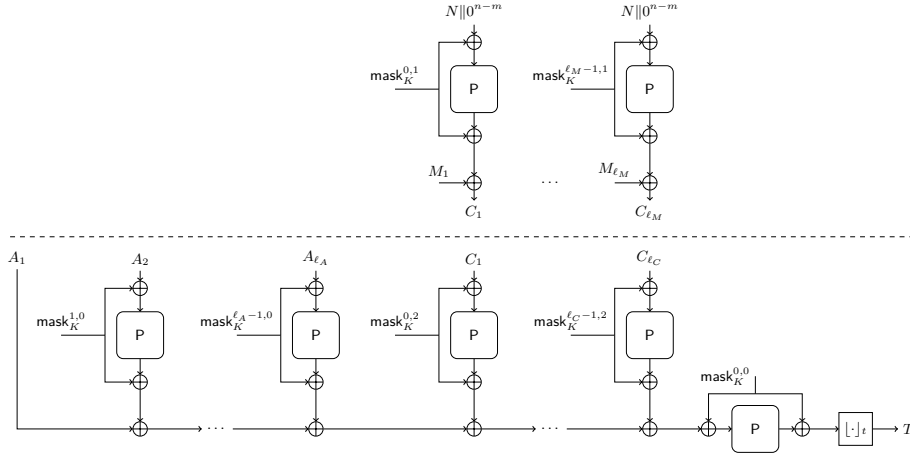 N∥0^{n−m} N∥0^{n−m}
mask_K^{0,1} P mask_K^{ℓ_M−1,1} P
M_1 ··· M_{ℓ_M}
C_1 C_{ℓ_M}
A_1 A_2 A_{ℓ_A} C_1 C_{ℓ_C}
mask_K^{1,0} P mask_K^{ℓ_A−1,0} P mask_K^{0,2} P mask_K^{ℓ_C−1,2} P
mask_K^{0,0}
··· ··· P ⌊·⌋_t T